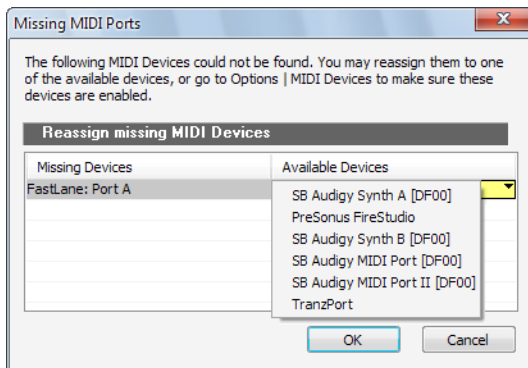 Missing MIDI Ports
The following MIDI Devices could not be found. You may reassign them to one
of the available devices, or go to Options | MIDI Devices to make sure these
devices are enabled.
Reassign missing MIDI Devices
Missing Devices Available Devices
FastLane: Port A
SB Audigy Synth A [DF00]
PreSonus FireStudio
SB Audigy Synth B [DF00]
SB Audigy MIDI Port [DF00]
SB Audigy MIDI Port II [DF00]
TranzPort
OK Cancel